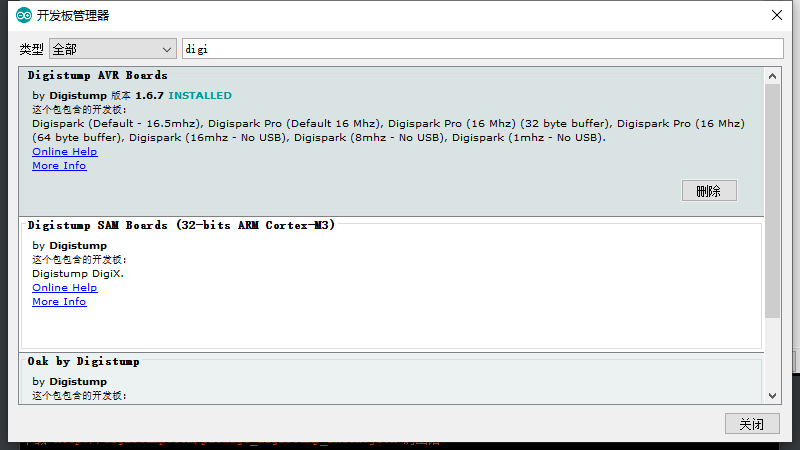 开发板管理器
类型 全部 digi
Digistump AVR Boards
by Digistump 版本 1.6.7 INSTALLED
这个包包含的开发板:
Digispark (Default - 16.5mhz), Digispark Pro (Default 16 Mhz), Digispark Pro (16 Mhz) (32 byte buffer), Digispark Pro (16 Mhz)
(64 byte buffer), Digispark (16mhz - No USB), Digispark (8mhz - No USB), Digispark (1mhz - No USB).
Online Help
More Info
删除
Digistump SAM Boards (32-bits ARM Cortex-M3)
by Digistump
这个包包含的开发板:
Digistump DigiX.
Online Help
More Info
Oak by Digistump
by Digistump
这个包包含的开发板:
关闭